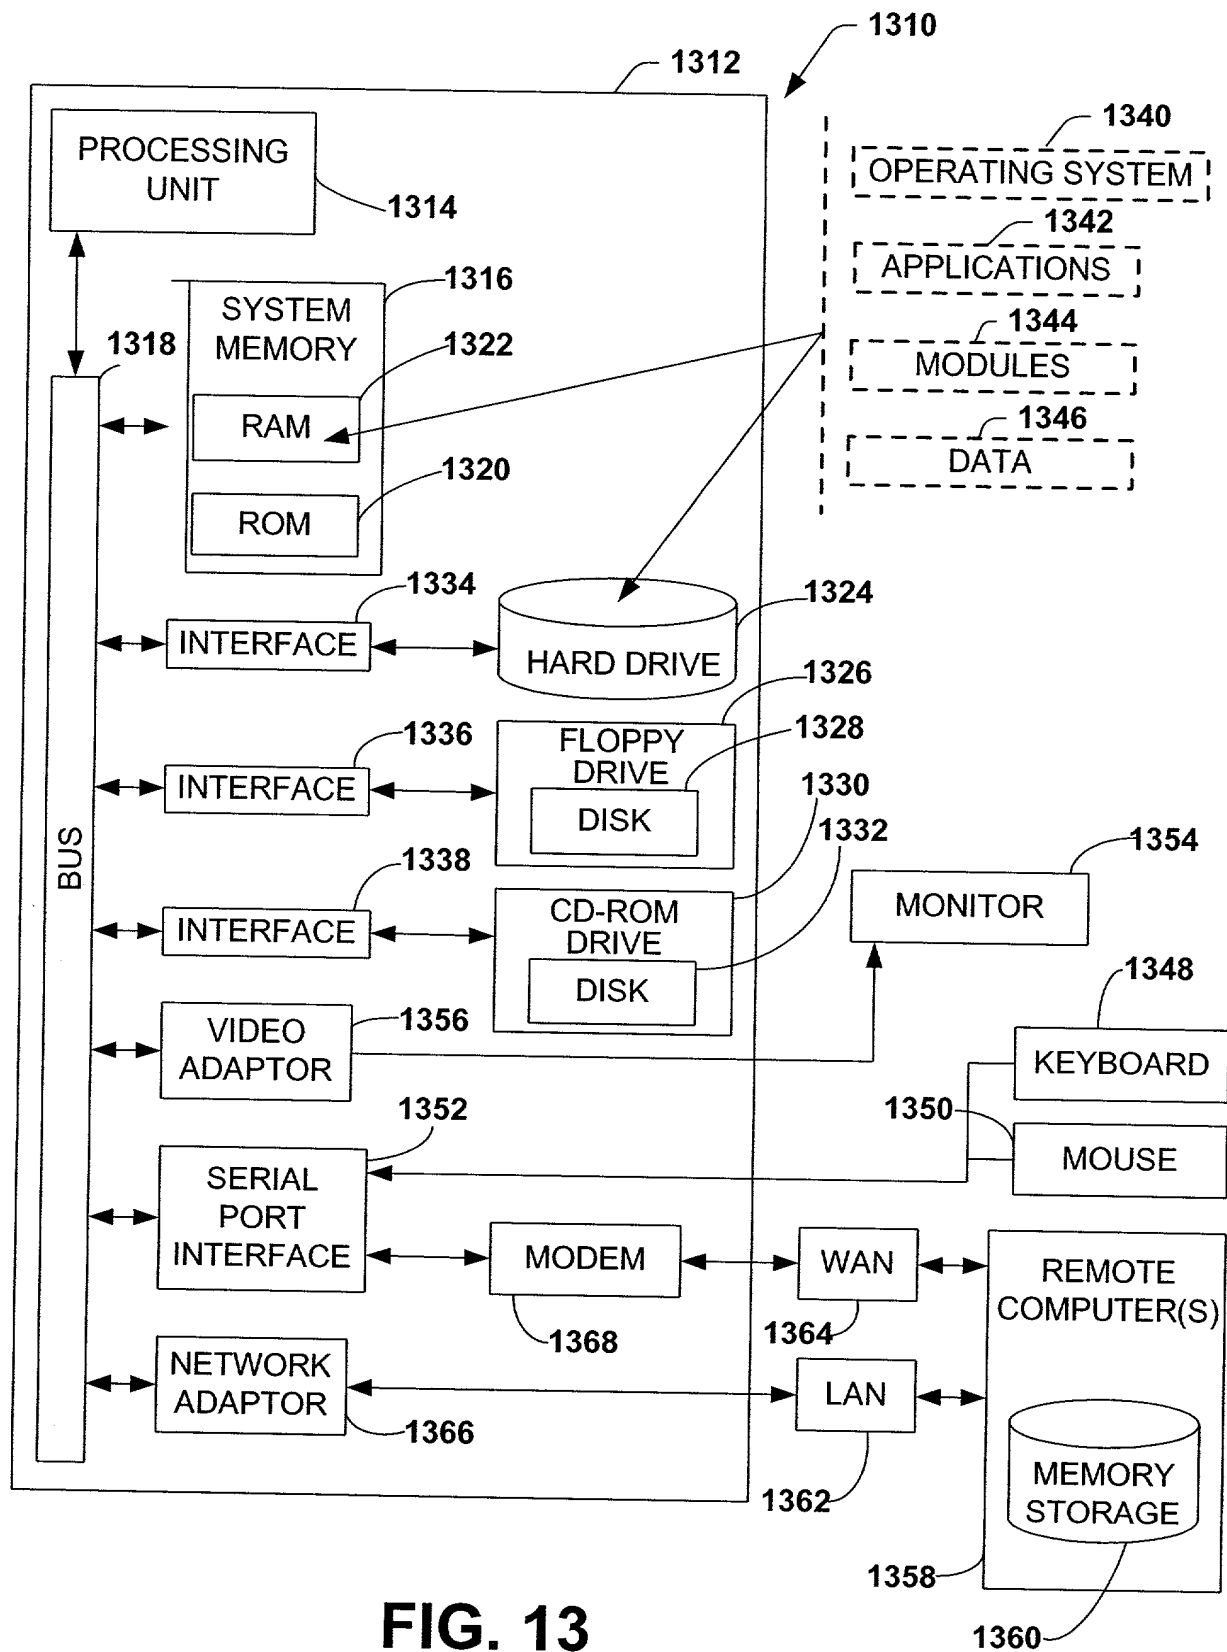 1310
1312
PROCESSING
UNIT
1314
1340
OPERATING SYSTEM
1342
APPLICATIONS
1344
MODULES
1346
DATA
1316
SYSTEM
MEMORY
1318
1322
RAM
1320
ROM
1334
INTERFACE
1324
HARD DRIVE
1326
1336
INTERFACE
FLOPPY
DRIVE
1328
DISK
1330
1332
BUS
1338
INTERFACE
CD-ROM
DRIVE
DISK
1354
MONITOR
1348
KEYBOARD
1350
MOUSE
1356
VIDEO
ADAPTOR
1352
SERIAL
PORT
INTERFACE
MODEM
1368
WAN
1364
REMOTE
COMPUTER(S)
NETWORK
ADAPTOR
1366
LAN
1362
MEMORY
STORAGE
1358
1360
FIG. 13